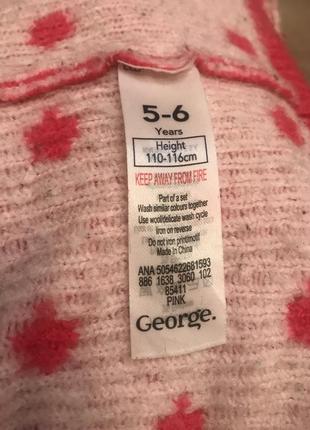 5-6
Years
Height
110-116cm
KEEP AWAY FROM FIRE
Part of a set
Wash similar colours together
Use wool/delicate wash cycle
Iron on reverse
Do not iron print/motif
Made In China
ANA 5054622681593
886 1638 3060 102
85411
PINK
George.